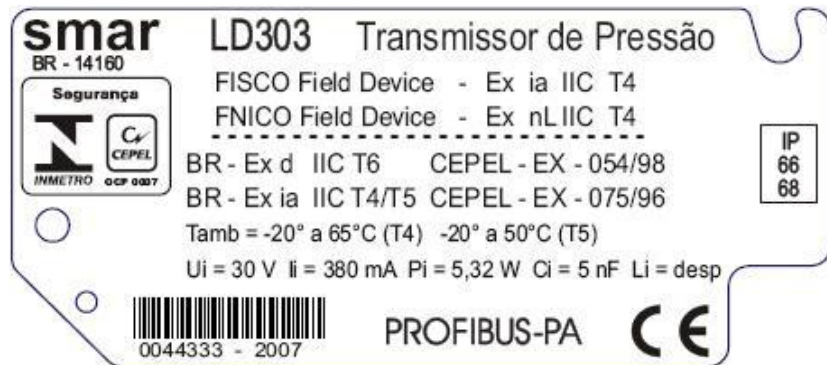 smar LD303 Transmissor de Pressão
BR - 14160
FISCO Field Device - Ex ia IIC T4
FNICO Field Device - Ex nL IIC T4
Segurança
INMETRO
CEPEL
OCP 0007
BR - Ex d IIC T6 CEPEL - EX - 054/98
BR - Ex ia IIC T4/T5 CEPEL - EX - 075/96
IP
66
68
Tamb = -20° a 65°C (T4) -20° a 50°C (T5)
Ui = 30 V Ii = 380 mA Pi = 5,32 W Ci = 5 nF Li = desp
0044333 - 2007
PROFIBUS-PA CE